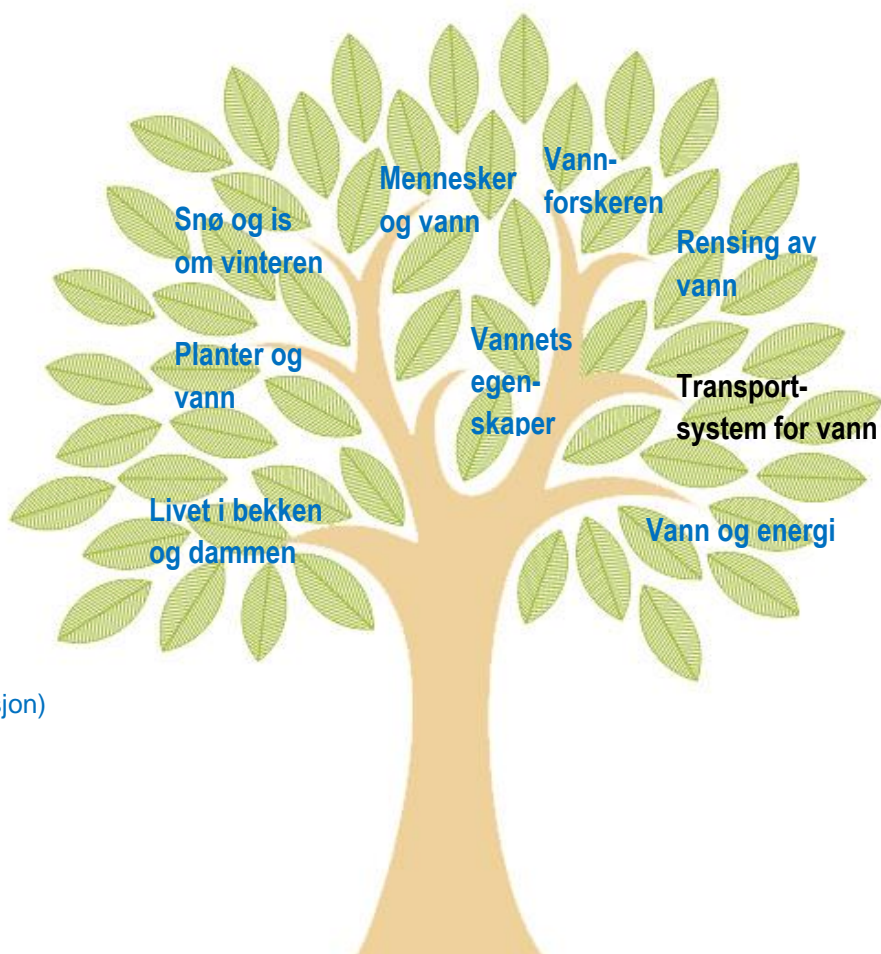 Mennesker
og vann
Vann-
forskeren
Snø og is
om vinteren
Rensing av
vann
Planter og
vann
Vannets
egen-
skaper
Transport-
system for vann
Livet i bekken
og dammen
Vann og energi
sjon)